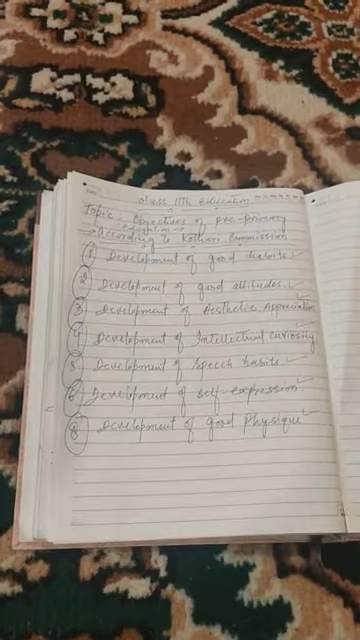 class 11th Education
Topic:- Objectives of pre-primary
education →
→ According to Kothari Commission
1 Development of good habits.
2 Development of good attitudes.
3 Development of Aesthetic Appreciation
4 Development of Intellectual curiosity
5 Development of speech habits
6 Development of self-expression.
8 Development of Good Physique